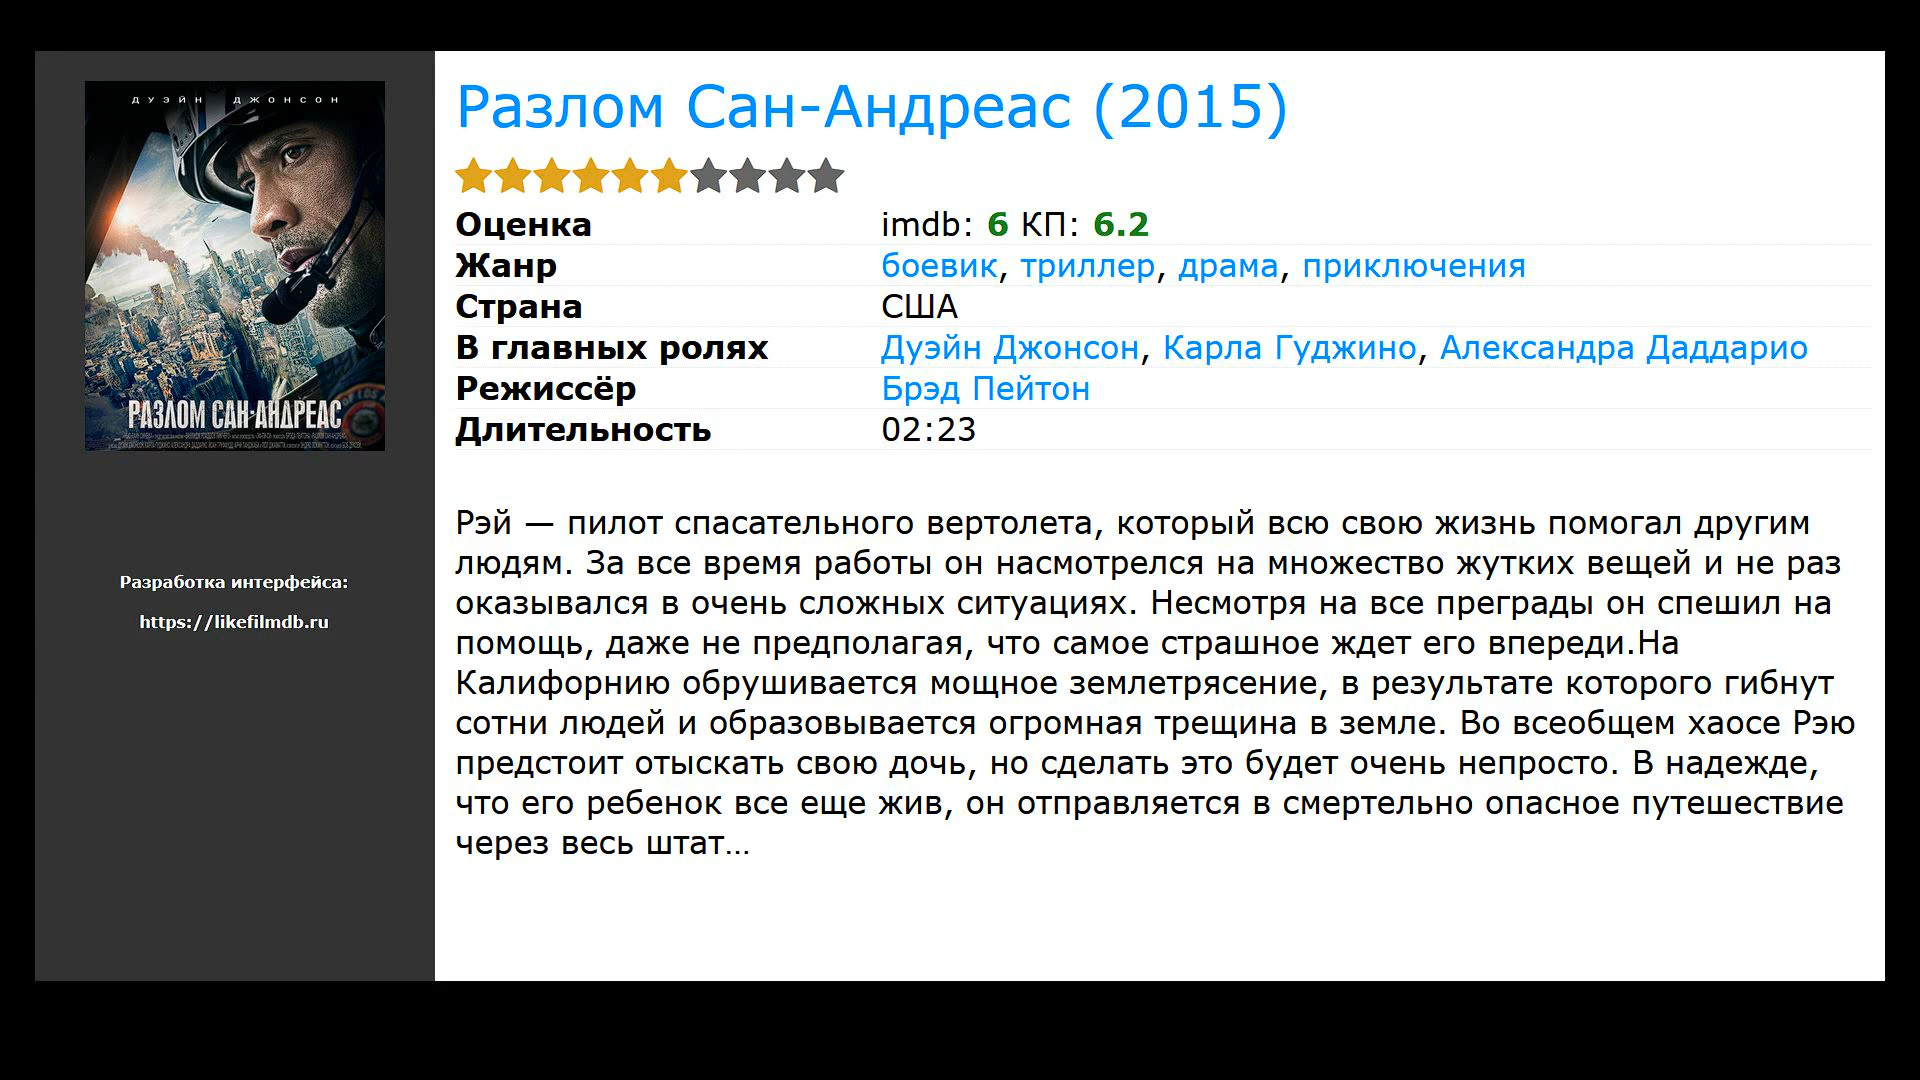 ДУЭЙН ДЖОНСОН
РАЗЛОМ САН-АНДРЕАС
Разработка интерфейса:
https://likefilmdb.ru
Разлом Сан-Андреас (2015)
Оценка imdb: 6 КП: 6.2
Жанр боевик, триллер, драма, приключения
Страна США
В главных ролях Дуэйн Джонсон, Карла Гуджино, Александра Даддарио
Режиссёр Брэд Пейтон
Длительность 02:23
Рэй — пилот спасательного вертолета, который всю свою жизнь помогал другим
людям. За все время работы он насмотрелся на множество жутких вещей и не раз
оказывался в очень сложных ситуациях. Несмотря на все преграды он спешил на
помощь, даже не предполагая, что самое страшное ждет его впереди.На
Калифорнию обрушивается мощное землетрясение, в результате которого гибнут
сотни людей и образовывается огромная трещина в земле. Во всеобщем хаосе Рэю
предстоит отыскать свою дочь, но сделать это будет очень непросто. В надежде,
что его ребенок все еще жив, он отправляется в смертельно опасное путешествие
через весь штат…